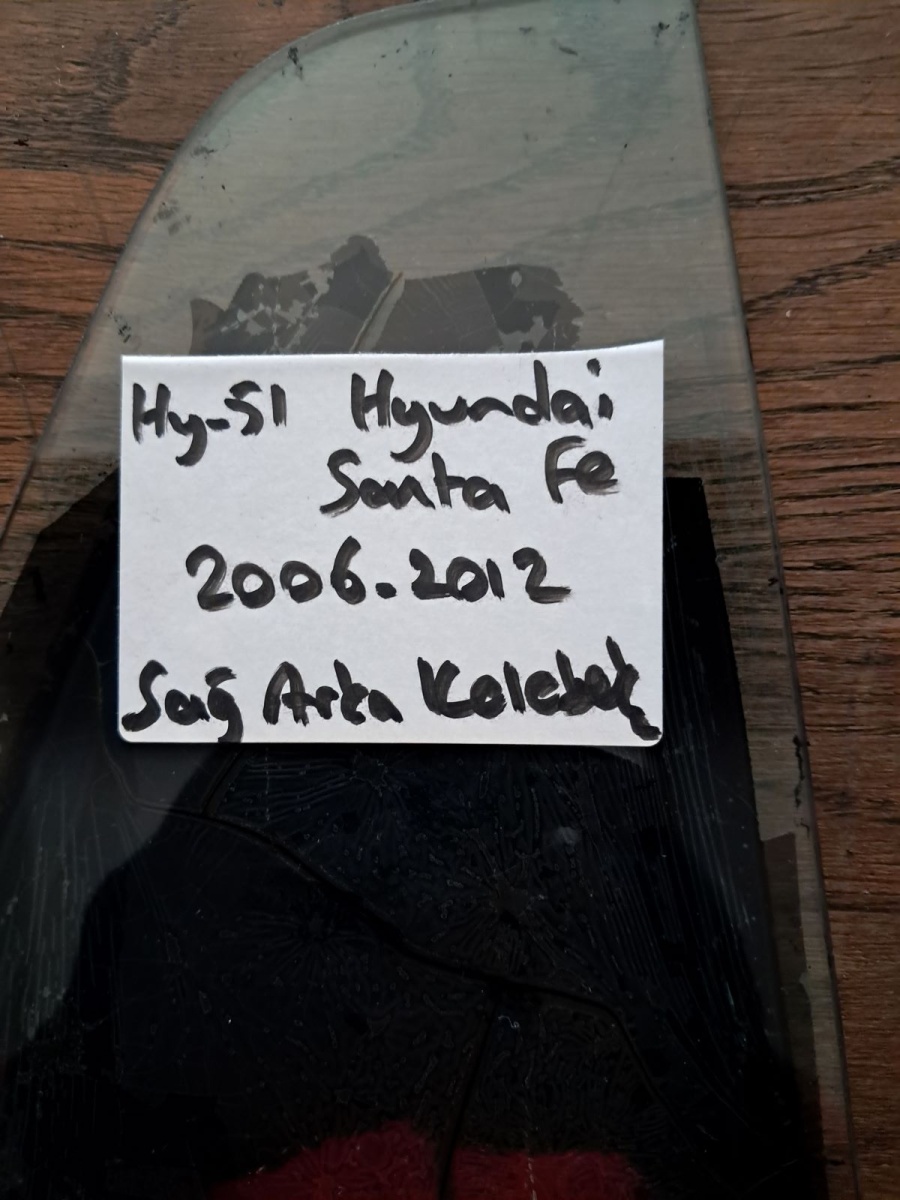 Hy-51 Hyundai
Santa Fe
2006.2012
Sağ Arka Kelebek